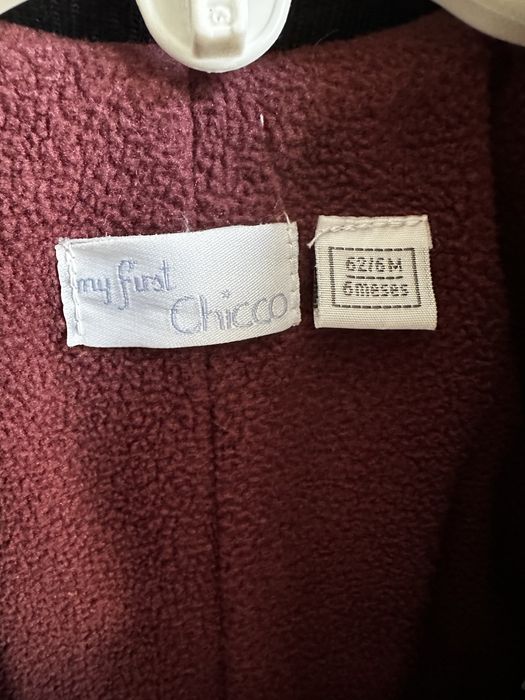 my first
Chicco
62/6M
6meses